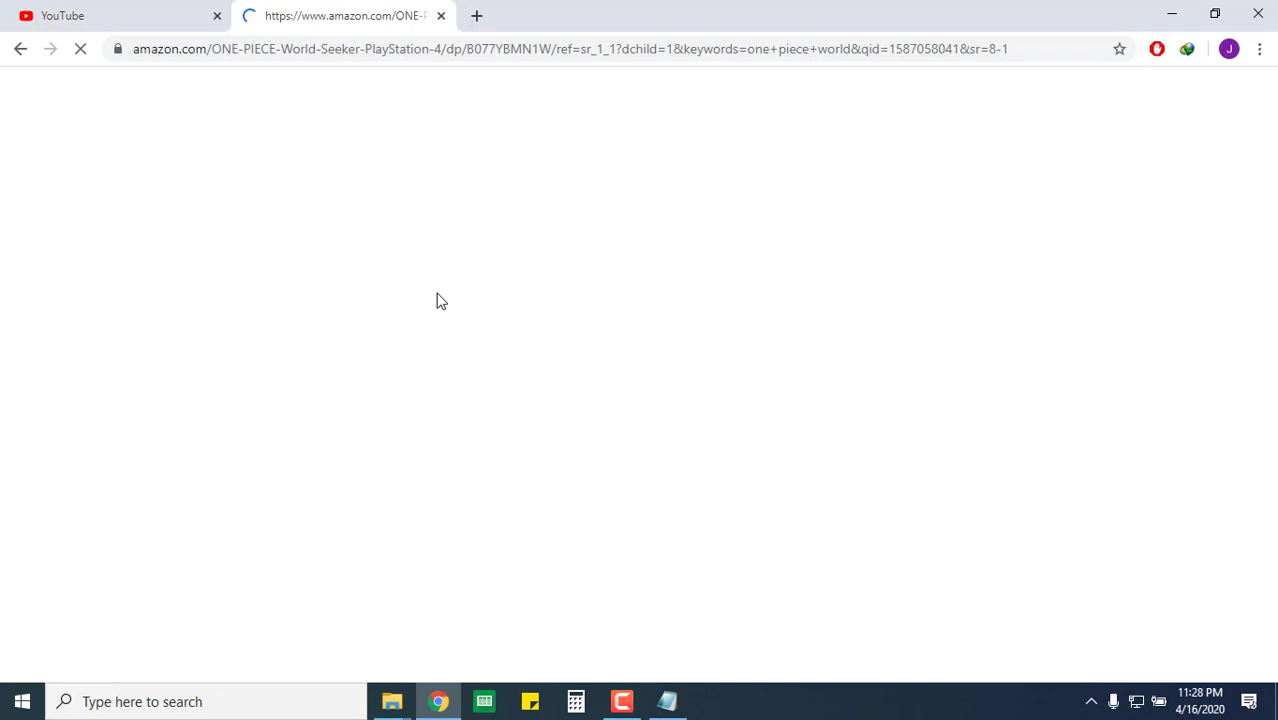 YouTube
https://www.amazon.com/ONE-P
amazon.com/ONE-PIECE-World-Seeker-PlayStation-4/dp/B077YBMN1W/ref=sr_1_1?dchild=1&keywords=one+piece+world&qid=1587058041&sr=8-1
J
Type here to search
11:28 PM
4/16/2020